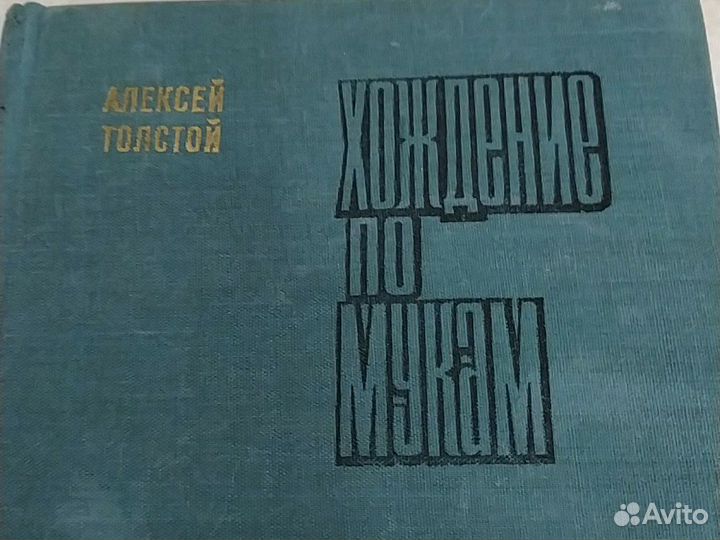 АЛЕКСЕЙ
ТОЛСТОЙ
ХОЖДЕНИЕ
ПО
МУКАМ
Avito